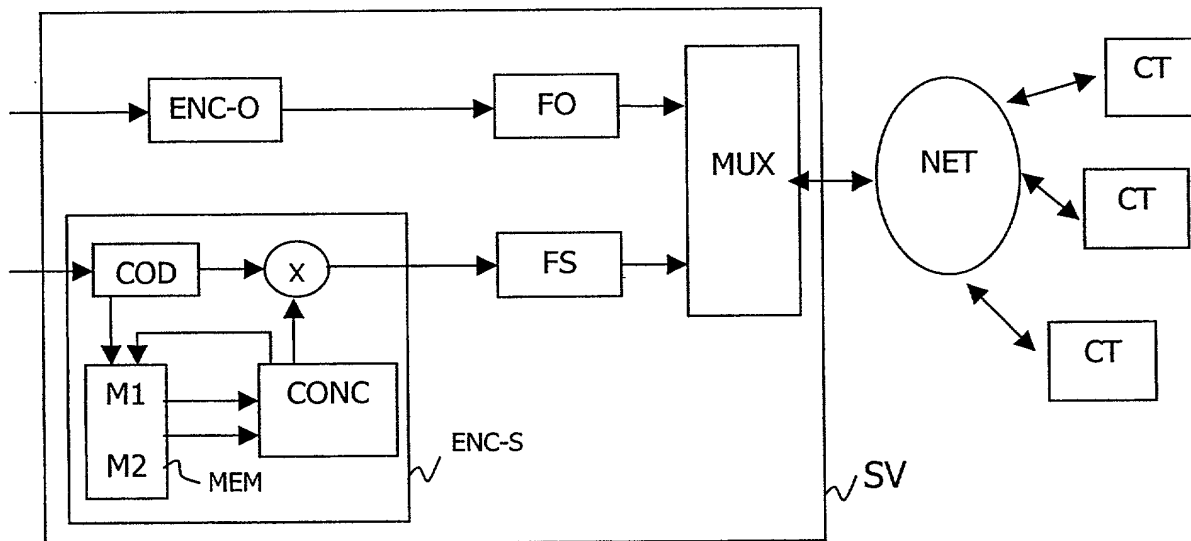 ENC-O
FO
MUX
NET
CT
CT
CT
COD
X
FS
M1
M2
CONC
MEM
ENC-S
SV